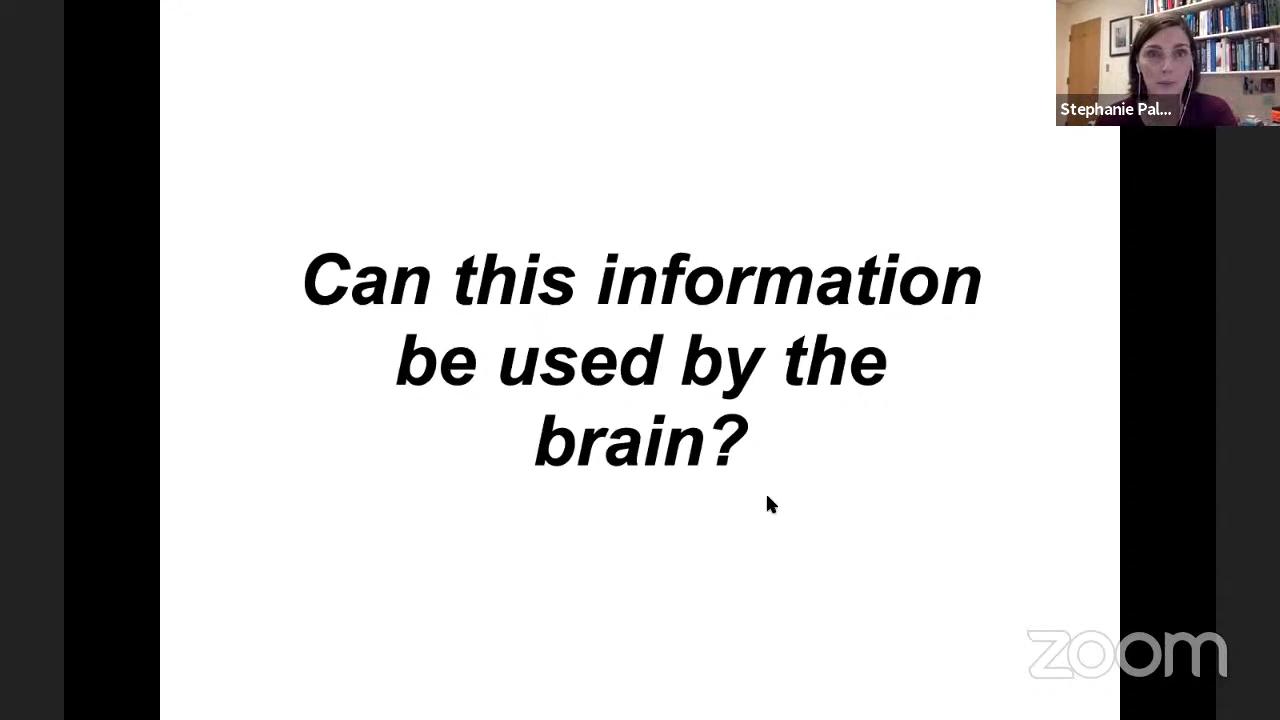 Stephanie Pal...
Can this information
be used by the
brain?
zoom